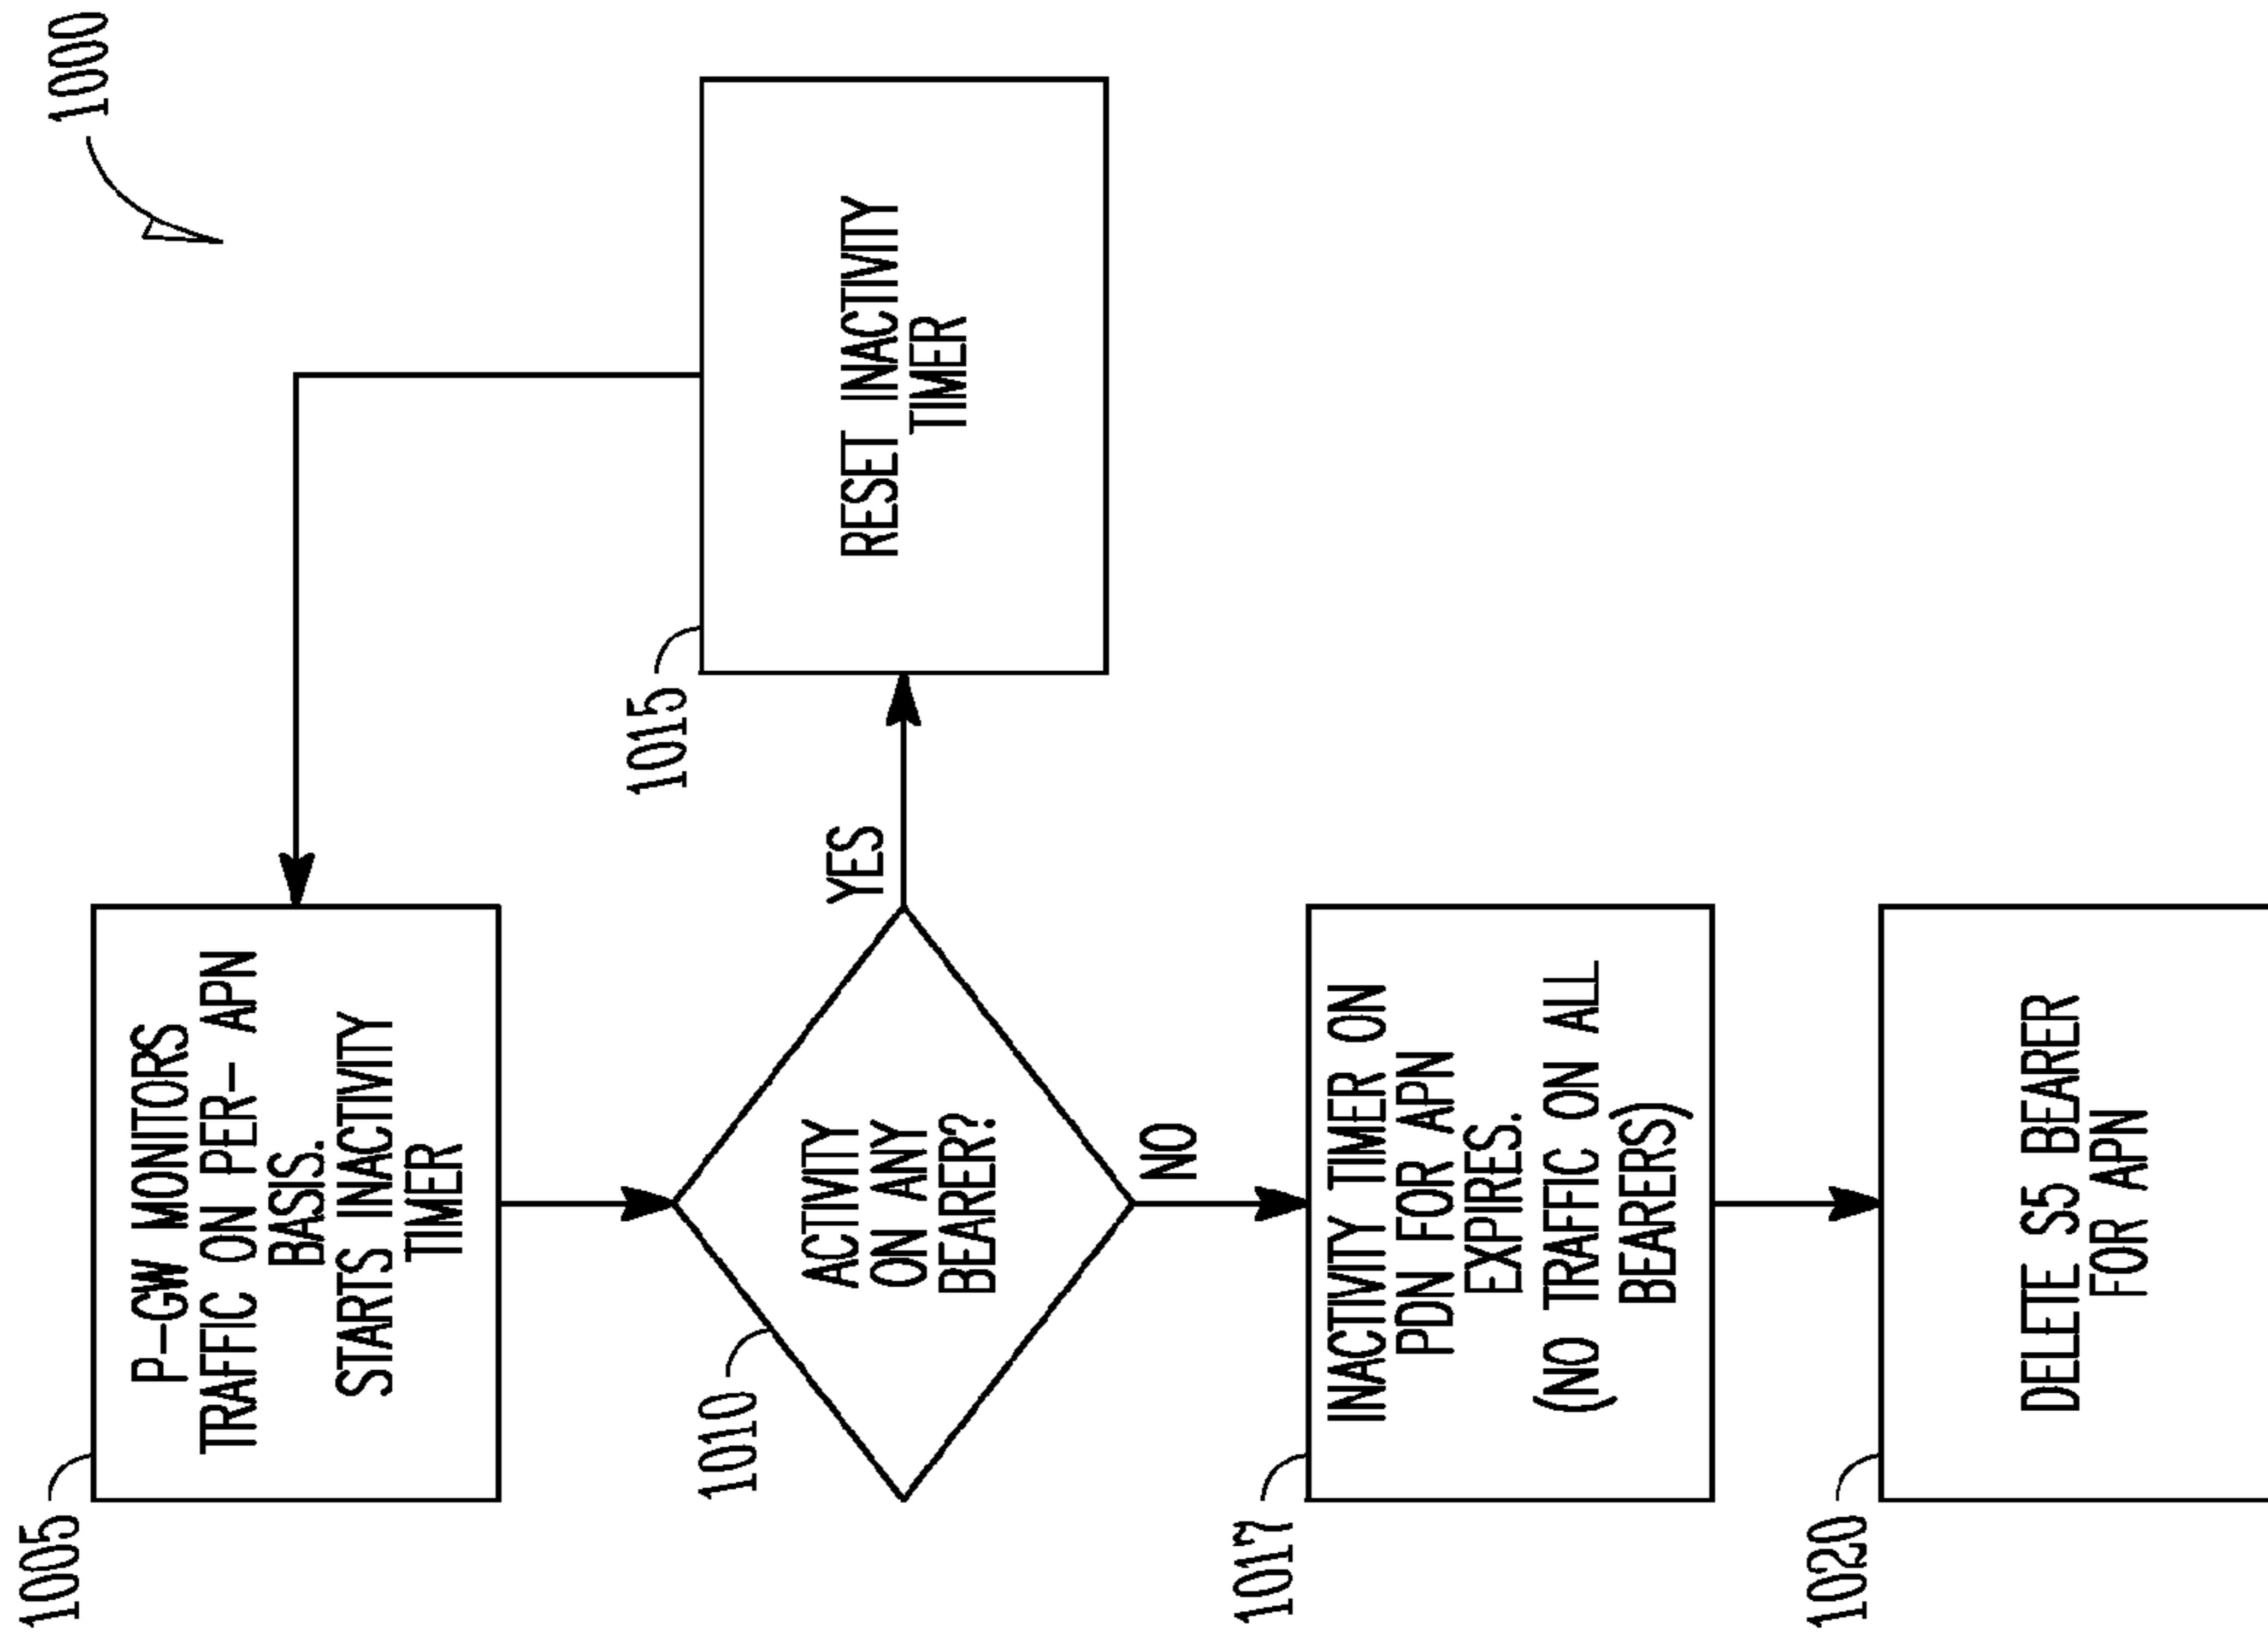 1000
1005
P-GW MONITORS
TRAFFIC ON PER- APN
BASIS.
STARTS INACTIVITY
TIMER
1010
ACTIVITY
ON ANY
BEARER?
YES
1015
RESET INACTIVITY
TIMER
NO
1017
INACTIVITY TIMER ON
PDN FOR APN
EXPIRES.
(NO TRAFFIC ON ALL
BEARERS)
1020
DELETE S5 BEARER
FOR APN